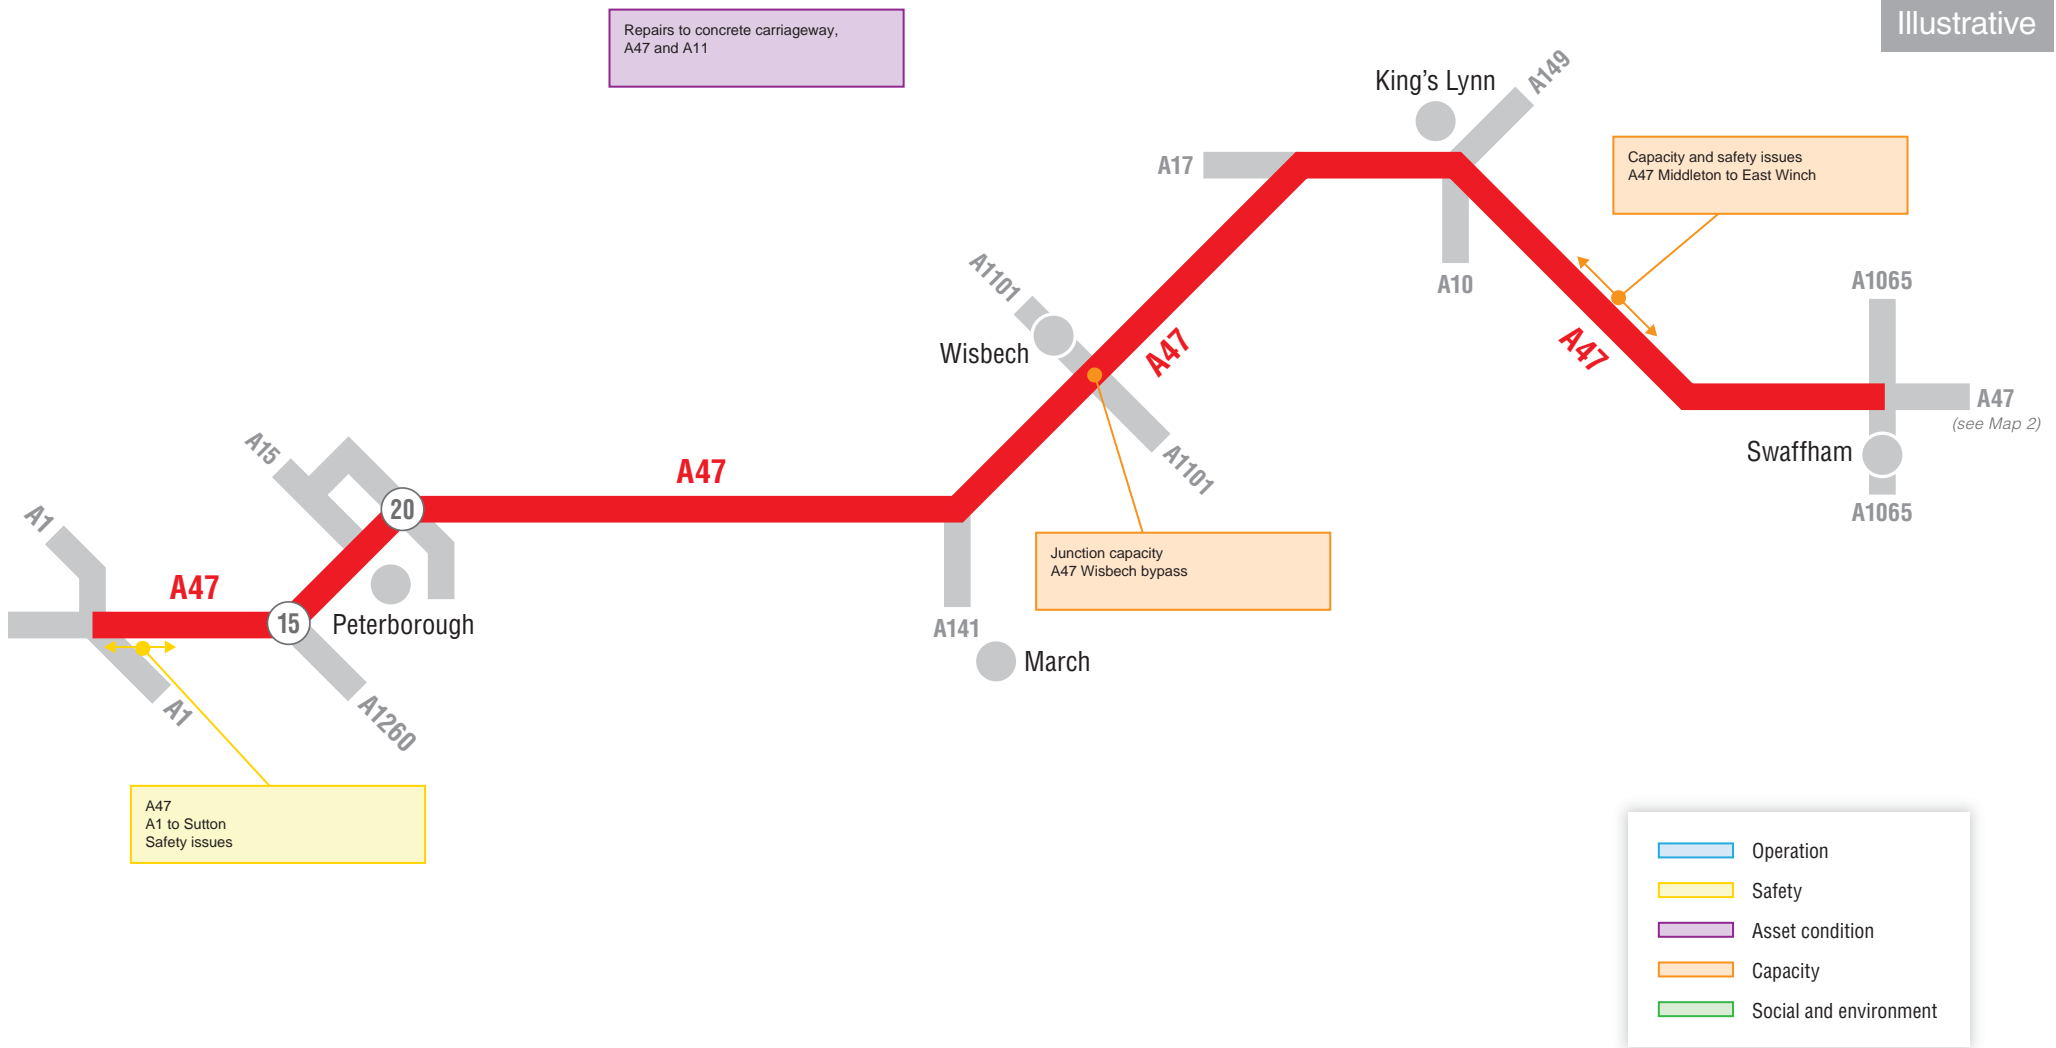 Illustrative
Repairs to concrete carriageway,
A47 and A11
King's Lynn
A149
A17
Capacity and safety issues
A47 Middleton to East Winch
A10
A1101
Wisbech
A47
A47
A1065
A47
(see Map 2)
Swaffham
A1065
A1101
A15
A47
20
A1
A47
15
Peterborough
Junction capacity
A47 Wisbech bypass
A141
March
A1
A1260
A47
A1 to Sutton
Safety issues
Operation
Safety
Asset condition
Capacity
Social and environment